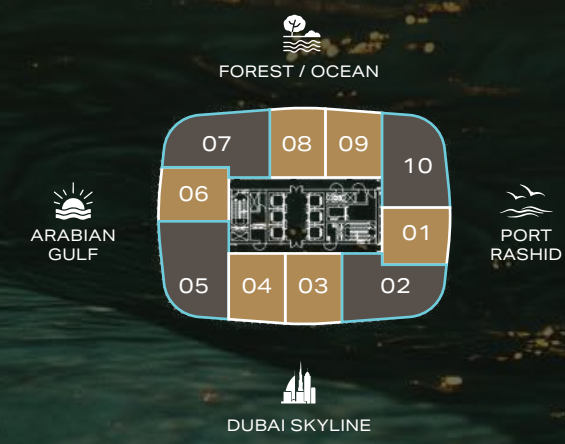 FOREST / OCEAN
07 08 09 10
06
ARABIAN
GULF
01
PORT
RASHID
05 04 03 02
DUBAI SKYLINE